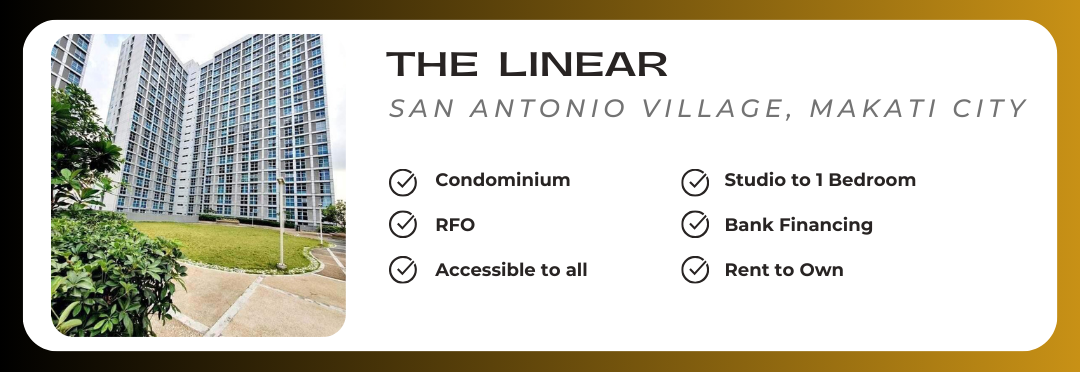 THE LINEAR
SAN ANTONIO VILLAGE, MAKATI CITY
Condominium
RFO
Accessible to all
Studio to 1 Bedroom
Bank Financing
Rent to Own